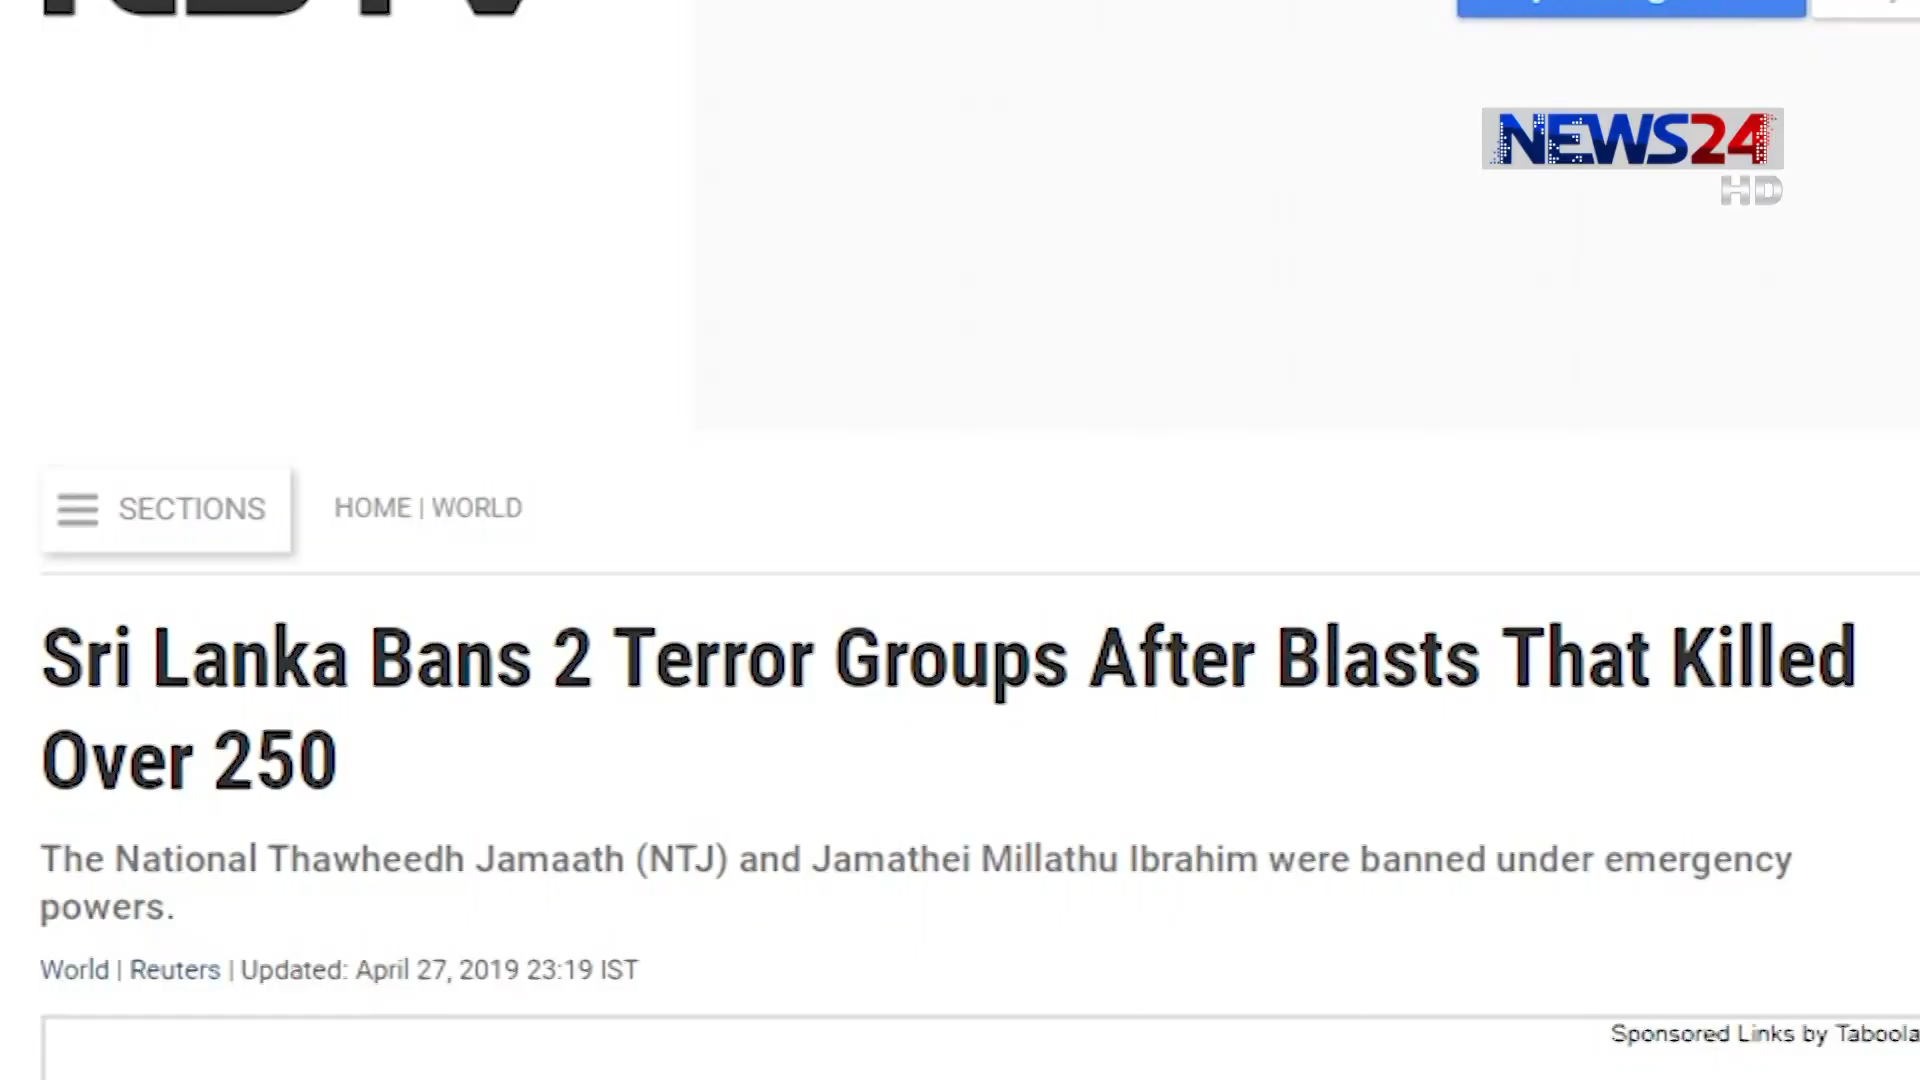 NDTV
NEWS24
HD
SECTIONS
HOME | WORLD
Sri Lanka Bans 2 Terror Groups After Blasts That Killed
Over 250
The National Thawheedh Jamaath (NTJ) and Jamathei Millathu Ibrahim were banned under emergency
powers.
World | Reuters | Updated: April 27, 2019 23:19 IST
Sponsored Links by Taboola